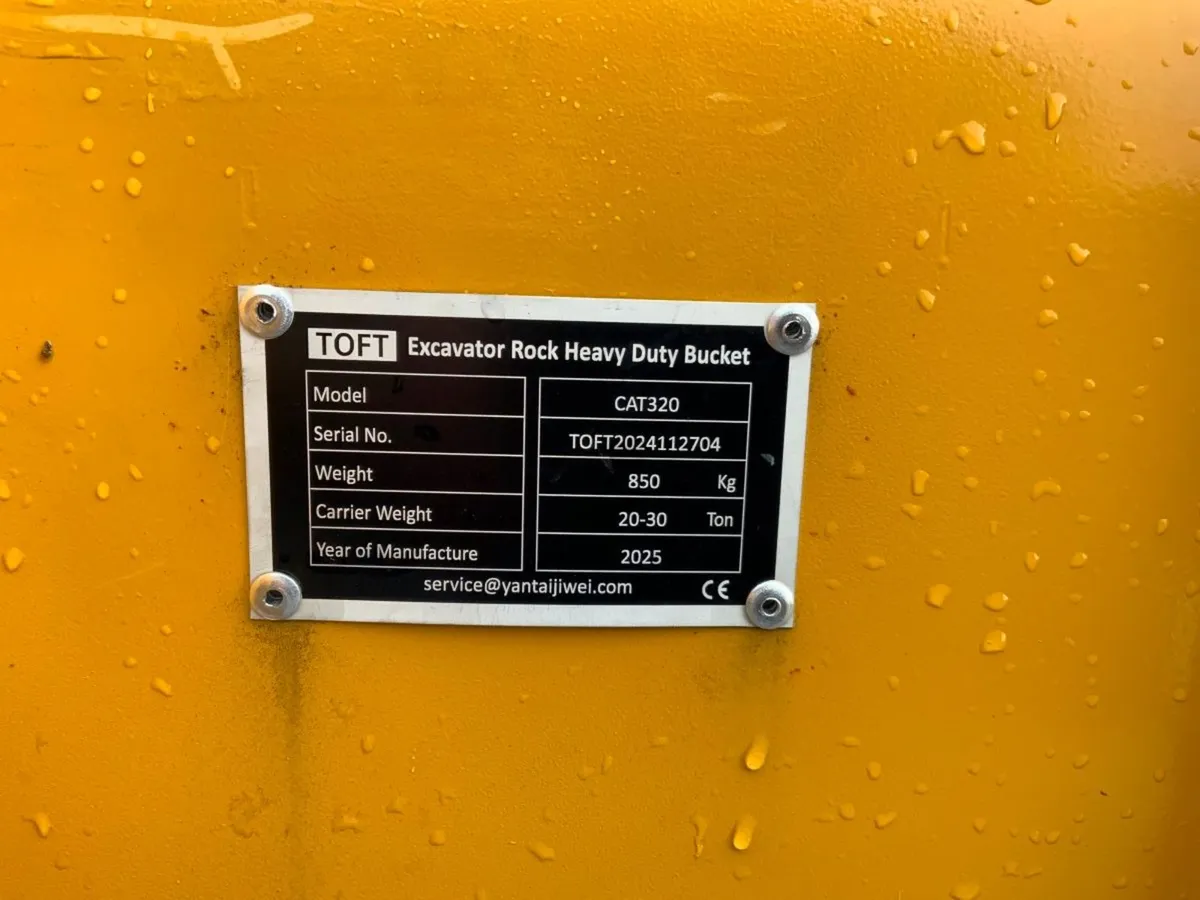 TOFT Excavator Rock Heavy Duty Bucket
Model CAT320
Serial No. TOFT2024112704
Weight 850 Kg
Carrier Weight 20-30 Ton
Year of Manufacture 2025
service@yantaijiwei.com CE